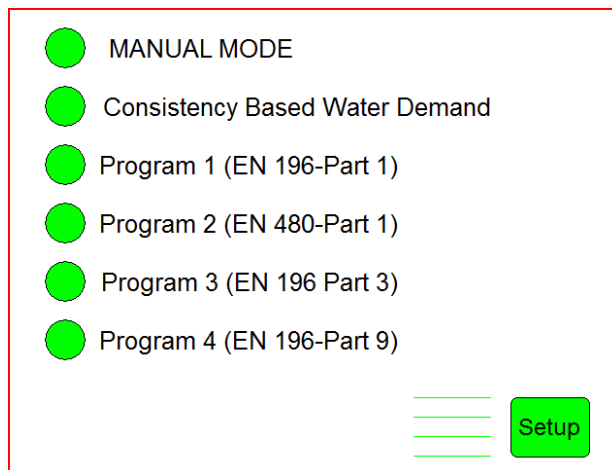 MANUAL MODE
Consistency Based Water Demand
Program 1 (EN 196-Part 1)
Program 2 (EN 480-Part 1)
Program 3 (EN 196 Part 3)
Program 4 (EN 196-Part 9)
Setup